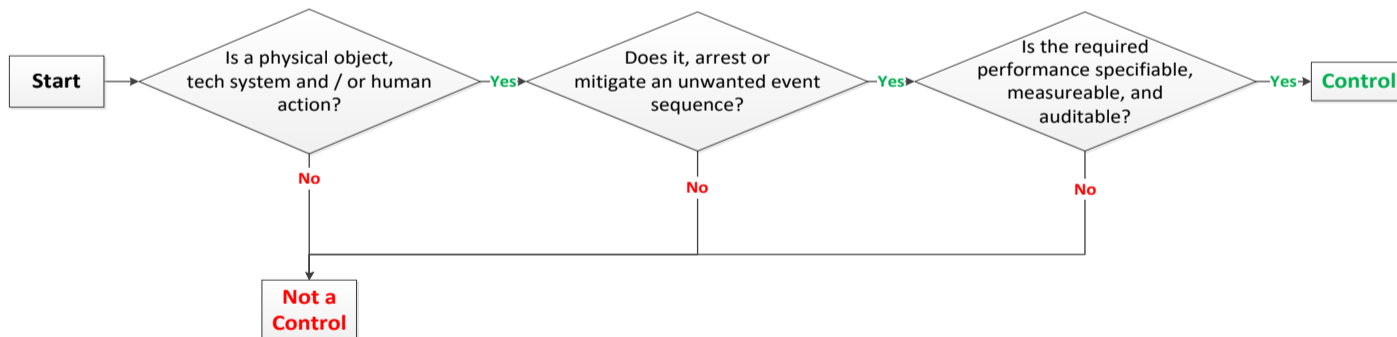 Start
Is a physical object,
tech system and / or human
action?
Yes
Does it, arrest or
mitigate an unwanted event
sequence?
Yes
Is the required
performance specifiable,
measureable, and
auditable?
Yes
Control
No
No
No
Not a
Control